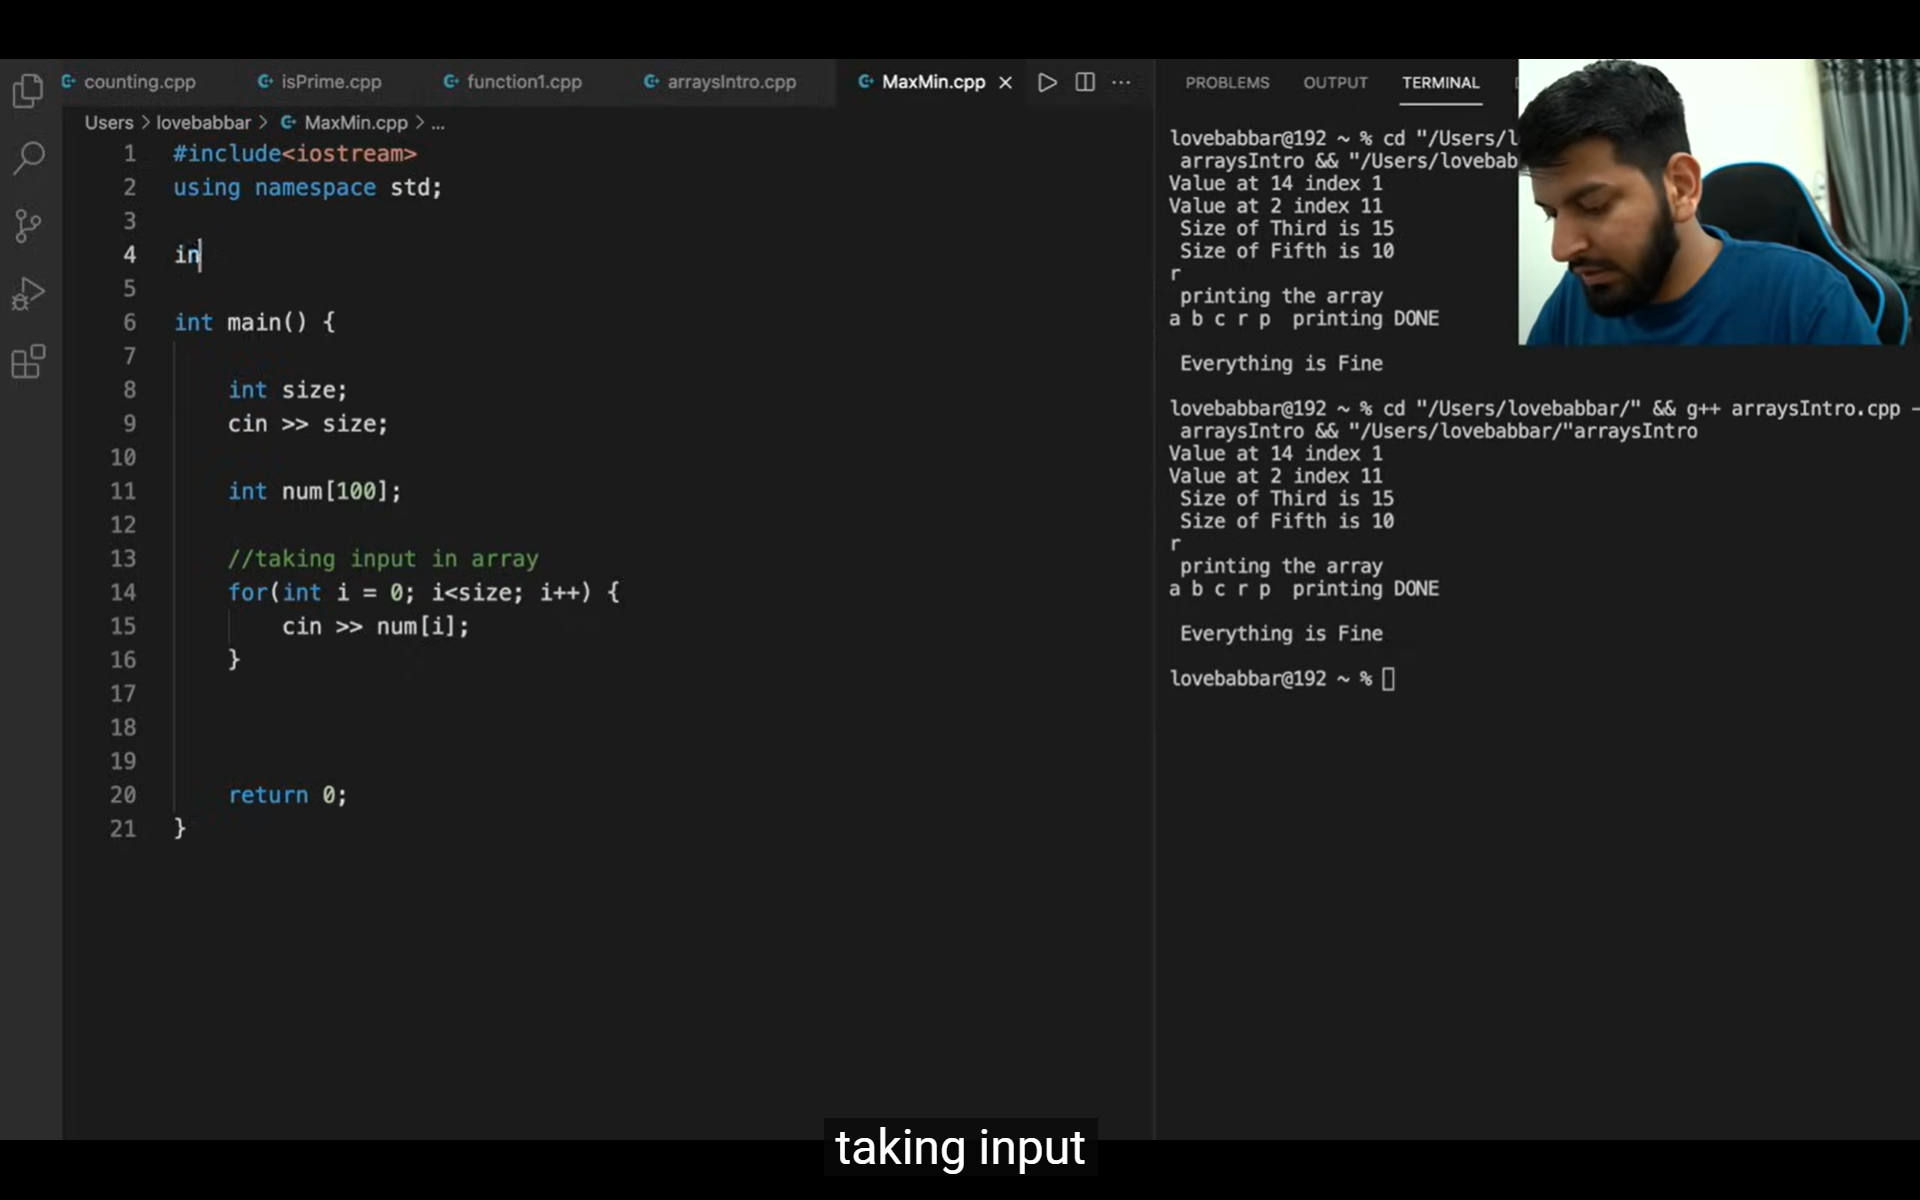 counting.cpp isPrime.cpp function1.cpp arraysIntro.cpp MaxMin.cpp
Users > lovebabbar > MaxMin.cpp > ...
1 #include<iostream>
2 using namespace std;
3
4 in
5
6 int main() {
7
8 int size;
9 cin >> size;
10
11 int num[100];
12
13 //taking input in array
14 for(int i = 0; i<size; i++) {
15 cin >> num[i];
16 }
17
18
19
20 return 0;
21 }
PROBLEMS OUTPUT TERMINAL
lovebabbar@192 ~ % cd "/Users/l
arraysIntro && "/Users/lovebab
Value at 14 index 1
Value at 2 index 11
Size of Third is 15
Size of Fifth is 10
r
printing the array
a b c r p printing DONE
Everything is Fine
lovebabbar@192 ~ % cd "/Users/lovebabbar/" && g++ arraysIntro.cpp -
arraysIntro && "/Users/lovebabbar/"arraysIntro
Value at 14 index 1
Value at 2 index 11
Size of Third is 15
Size of Fifth is 10
r
printing the array
a b c r p printing DONE
Everything is Fine
lovebabbar@192 ~ %
taking input